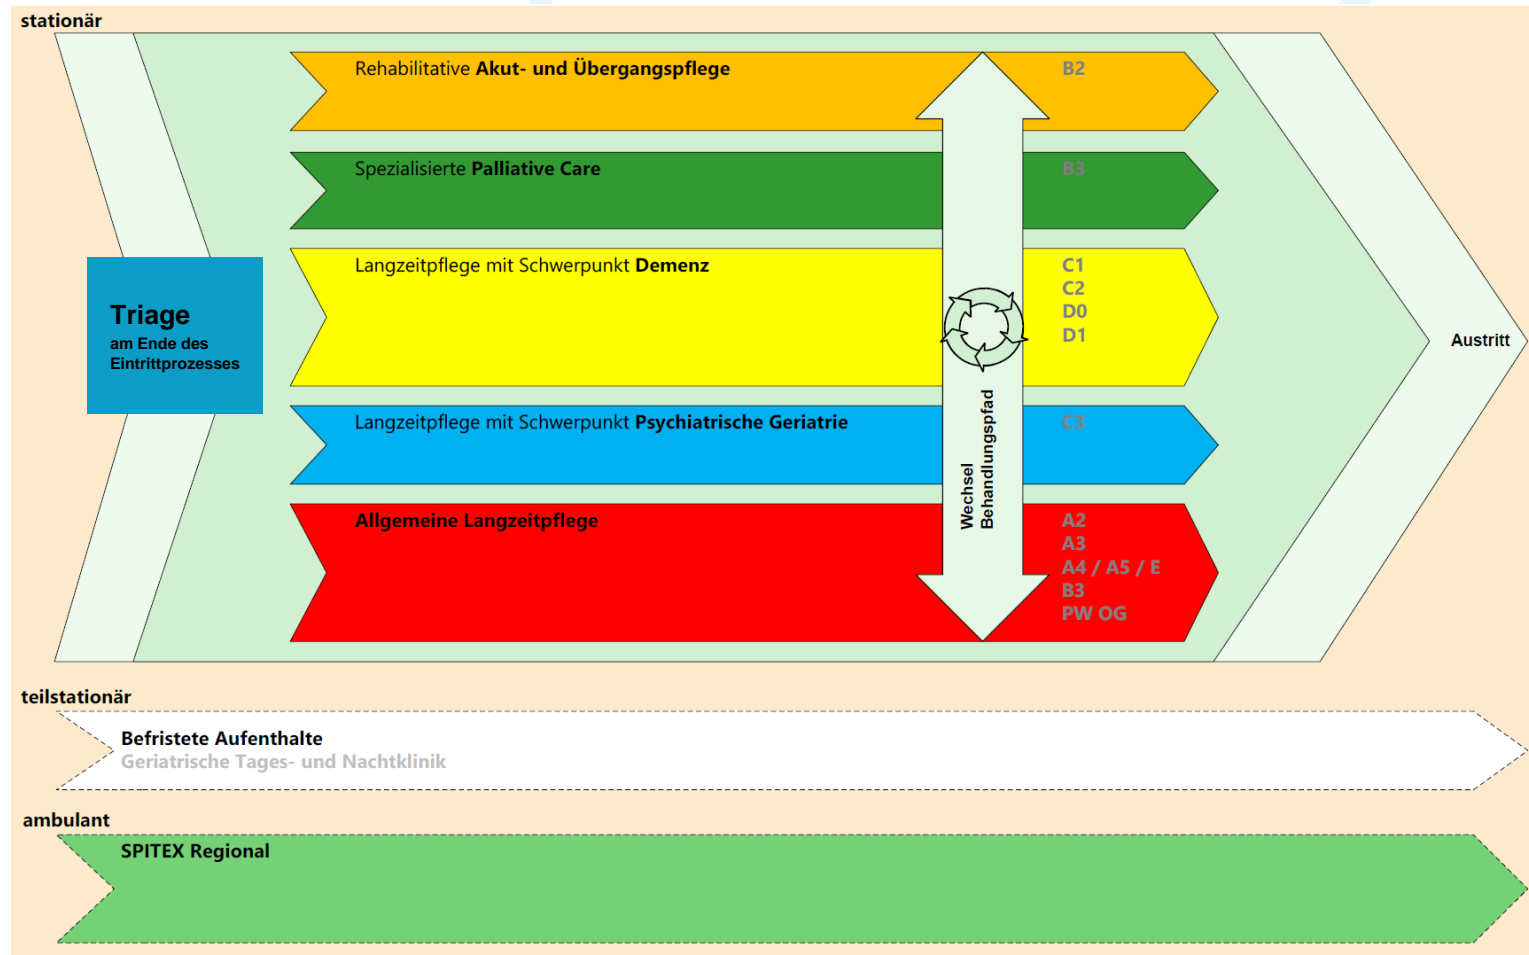 stationär
Rehabilitative Akut- und Übergangspflege
B2
Spezialisierte Palliative Care
B3
Langzeitpflege mit Schwerpunkt Demenz
C1
C2
D0
D1
Triage
am Ende des
Eintrittprozesses
Austritt
Langzeitpflege mit Schwerpunkt Psychiatrische Geriatrie
C3
Wechsel
Behandlungspfad
Allgemeine Langzeitpflege
A2
A3
A4 / A5 / E
B3
PW OG
teilstationär
Befristete Aufenthalte
Geriatrische Tages- und Nachtklinik
ambulant
SPITEX Regional